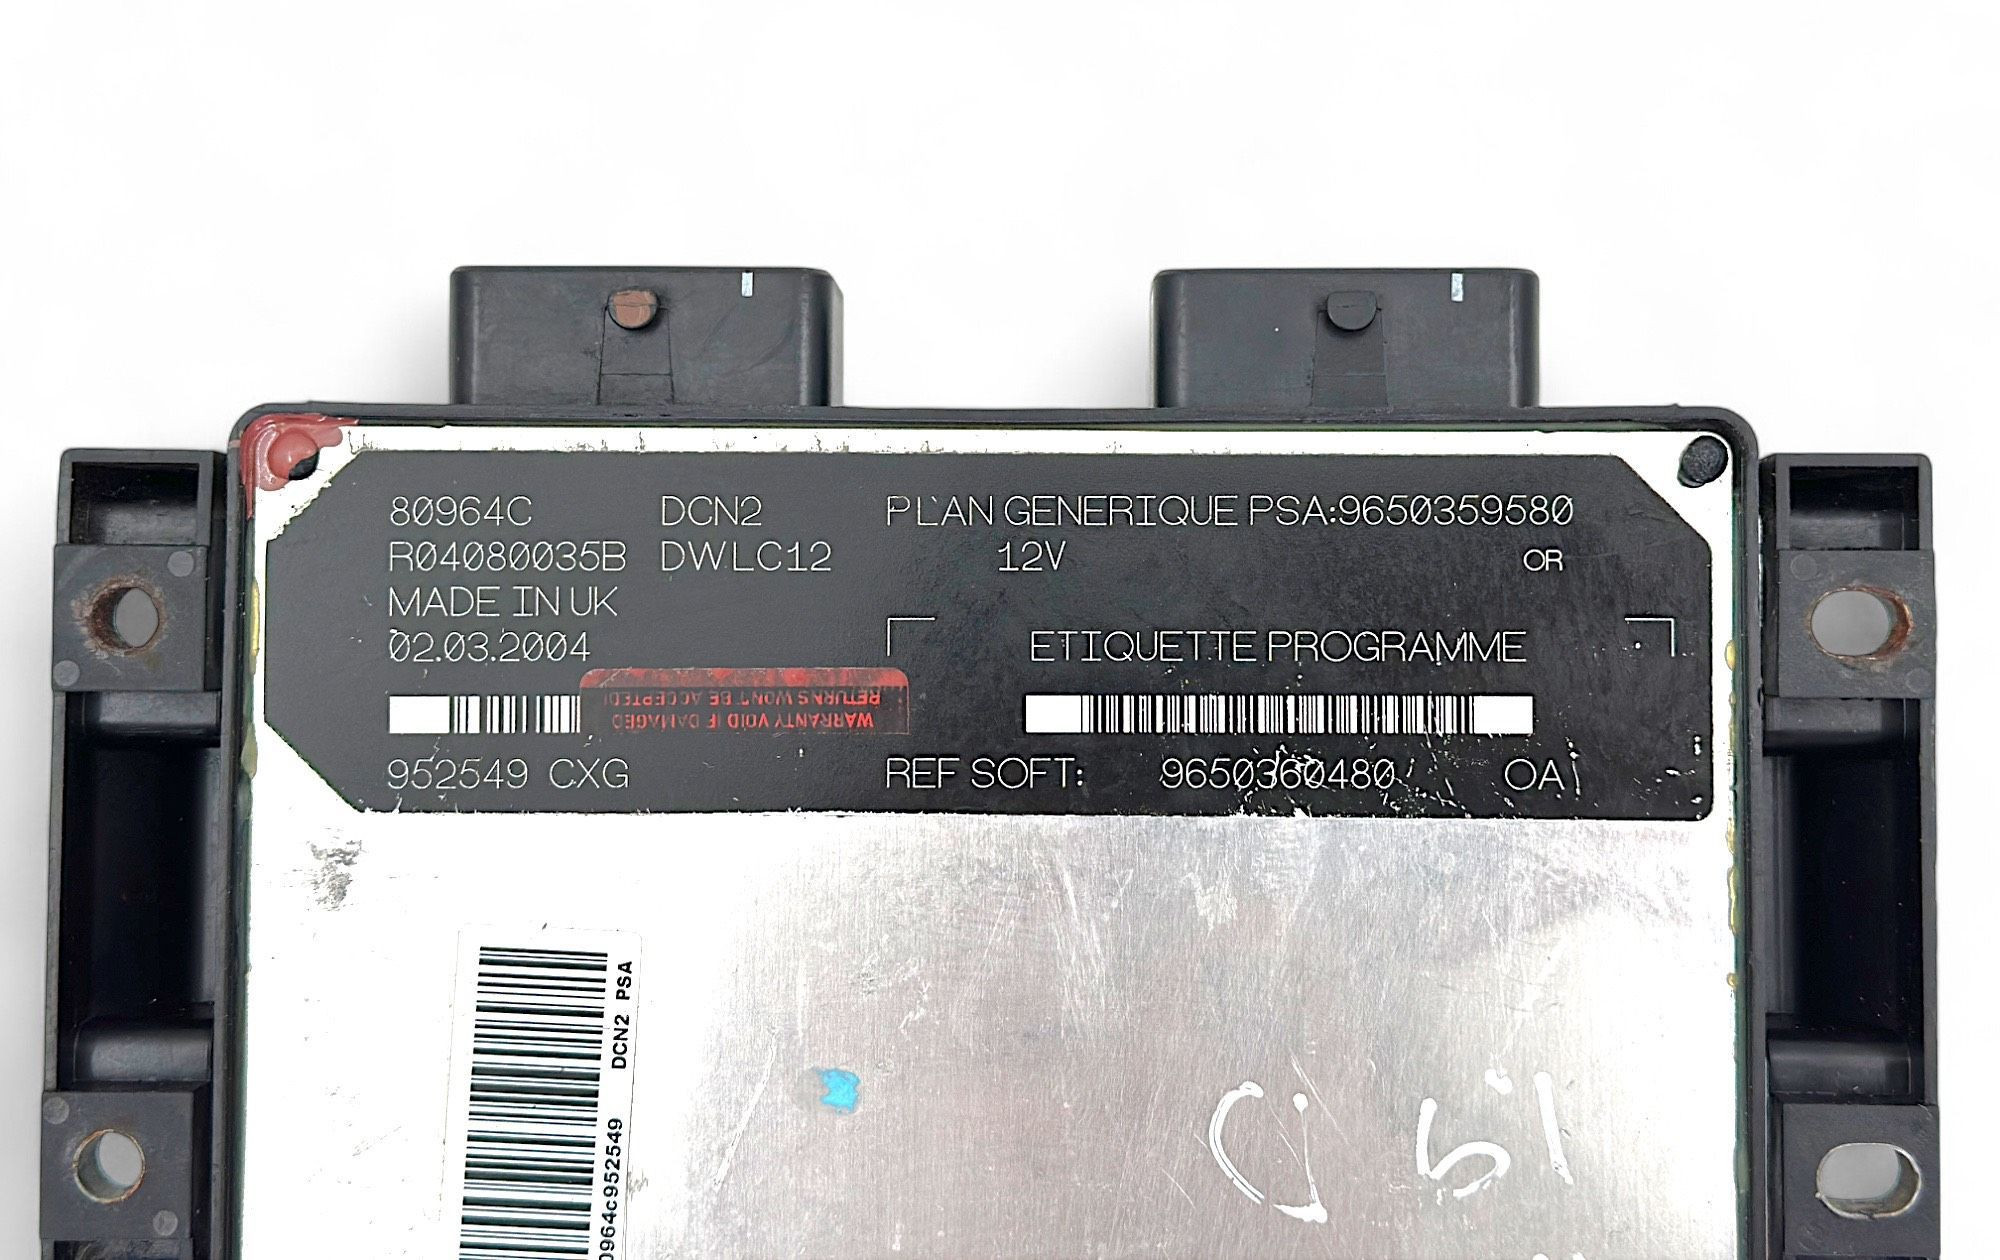 80964C DCN2 PLAN GENERIQUE PSA:9650359580
R04080035B DWLC12 12V OR
MADE IN UK
02.03.2004
ETIQUETTE PROGRAMME
WARRANTY VOID IF DAMAGED
RETURNS WON'T BE ACCEPTED!
952549 CXG REF SOFT: 9650360480 OA
0964c952549 DCN2 PSA